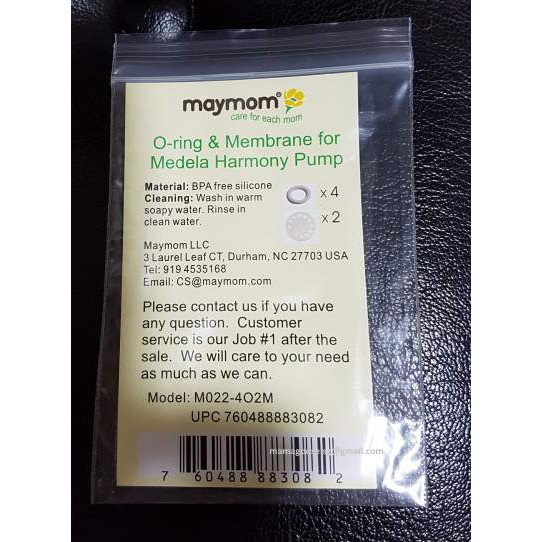 maymom®
care for each mom
O-ring & Membrane for
Medela Harmony Pump
Material: BPA free silicone
Cleaning: Wash in warm
soapy water. Rinse in
clean water.
x 4
x 2
Maymom LLC
3 Laurel Leaf CT, Durham, NC 27703 USA
Tel: 919 4535168
Email: CS@maymom.com
Please contact us if you have
any question. Customer
service is our Job #1 after the
sale. We will care to your need
as much as we can.
Model: M022-4O2M
UPC 760488883082
7 60488 88308 2